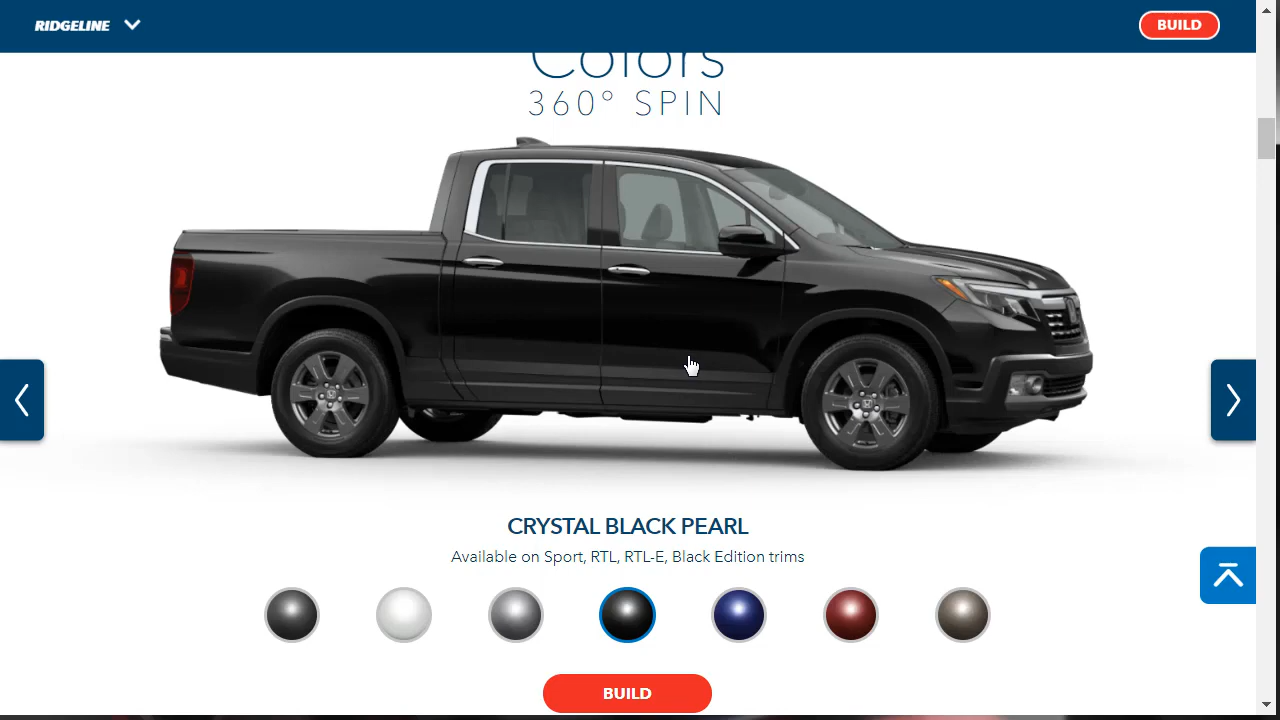 RIDGELINE
BUILD
Colors
360° SPIN
CRYSTAL BLACK PEARL
Available on Sport, RTL, RTL-E, Black Edition trims
BUILD